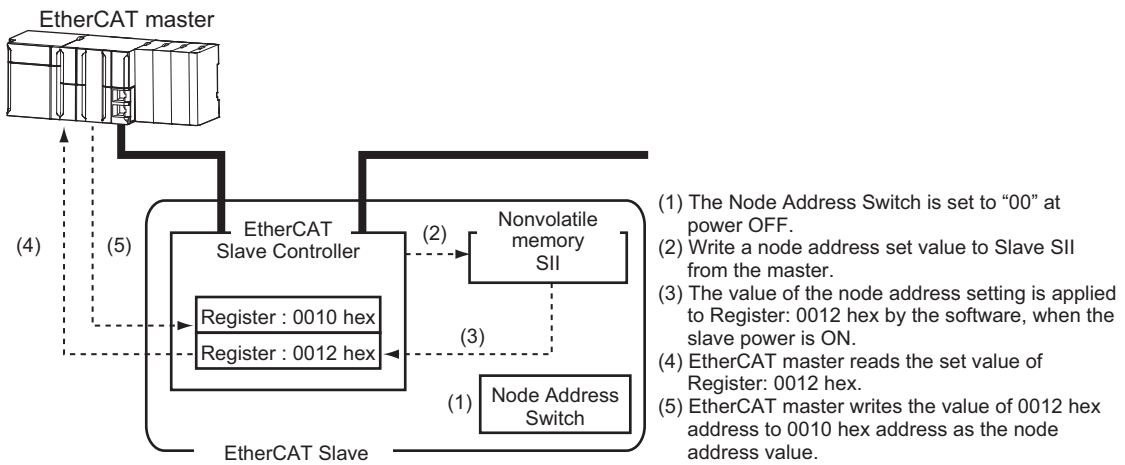 EtherCAT master
(4)
(5)
EtherCAT
Slave Controller
(2)
Nonvolatile
memory
SII
Register : 0010 hex
Register : 0012 hex
(3)
(1)
Node Address
Switch
EtherCAT Slave
(1) The Node Address Switch is set to “00” at
power OFF.
(2) Write a node address set value to Slave SII
from the master.
(3) The value of the node address setting is applied
to Register: 0012 hex by the software, when the
slave power is ON.
(4) EtherCAT master reads the set value of
Register: 0012 hex.
(5) EtherCAT master writes the value of 0012 hex
address to 0010 hex address as the node
address value.